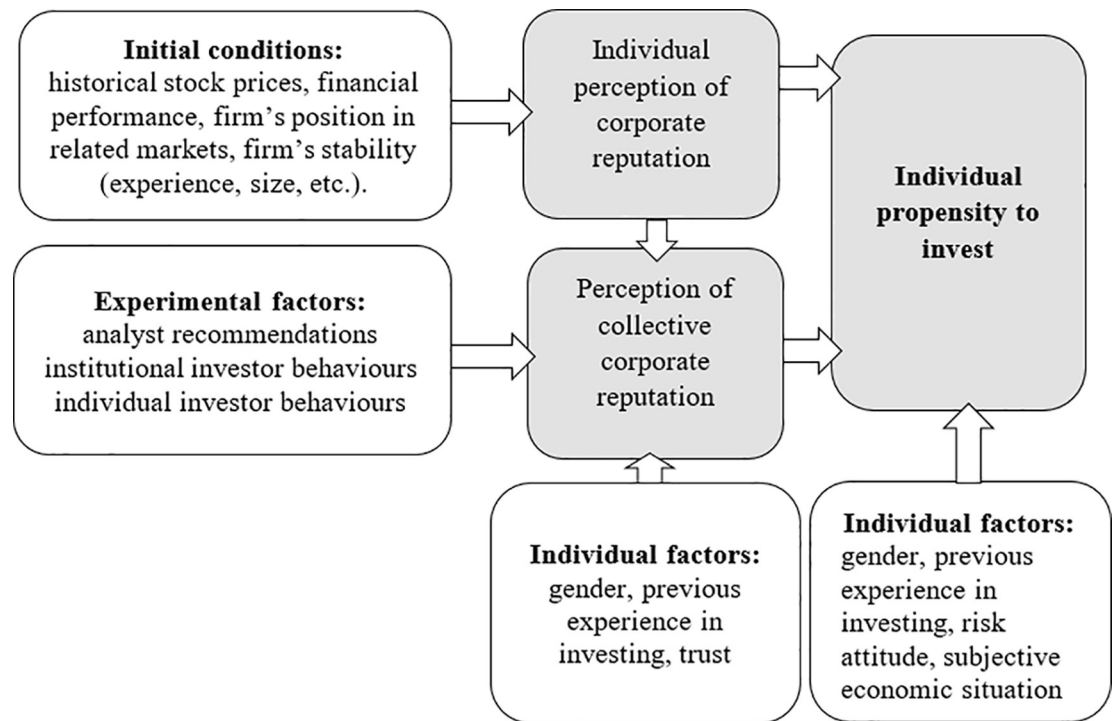 Initial conditions:
historical stock prices, financial
performance, firm's position in
related markets, firm's stability
(experience, size, etc.).
Individual
perception of
corporate
reputation
Individual
propensity to
invest
Experimental factors:
analyst recommendations
institutional investor behaviours
individual investor behaviours
Perception of
collective
corporate
reputation
Individual factors:
gender, previous
experience in
investing, trust
Individual factors:
gender, previous
experience in
investing, risk
attitude, subjective
economic situation